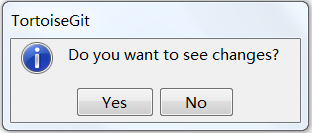 TortoiseGit
Do you want to see changes?
Yes
No